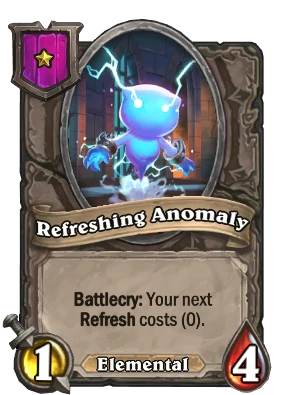 Refreshing Anomaly
Battlecry: Your next
Refresh costs (0).
1
Elemental
4